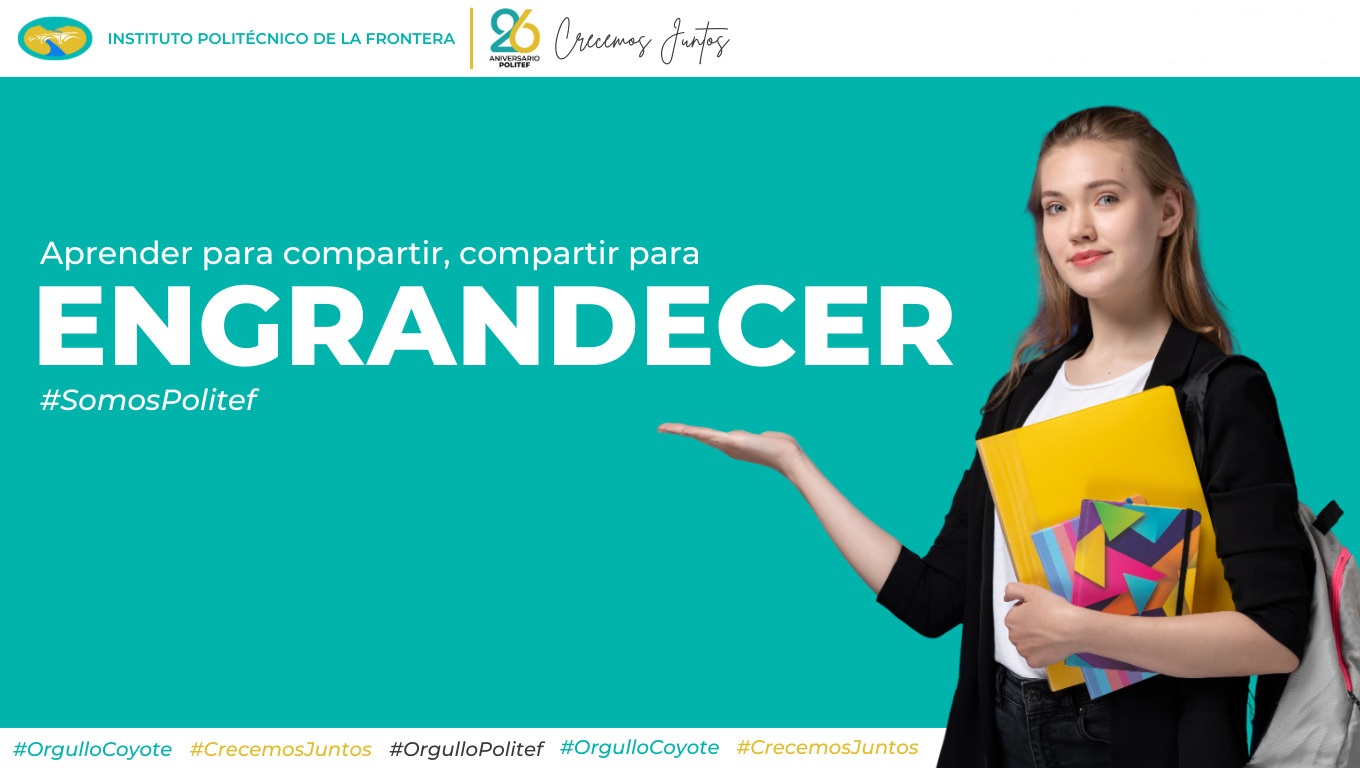 INSTITUTO POLITÉCNICO DE LA FRONTERA
26
ANIVERSARIO
POLITEF
Crecemos Juntos
Aprender para compartir, compartir para
ENGRANDECER
#SomosPolitef
#OrgulloCoyote #CrecemosJuntos #OrgulloPolitef #OrgulloCoyote #CrecemosJuntos